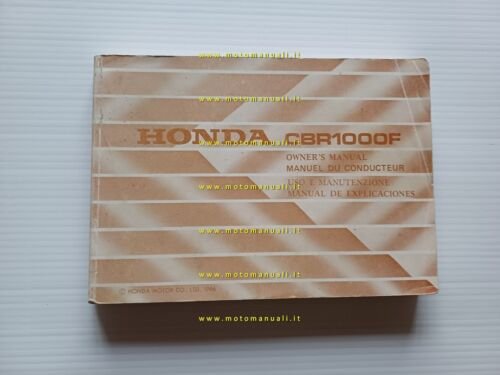 www.motomanuali.it
www.motomanuali.it
HONDA CBR1000F
OWNER'S MANUAL
MANUEL DU CONDUCTEUR
www.motomanuali.it
USO E MANUTENZIONE
MANUAL DE EXPLICACIONES
www.motomanuali.it
www.motomanuali.it
© HONDA MOTOR CO., LTD. 1986
www.motomanuali.it